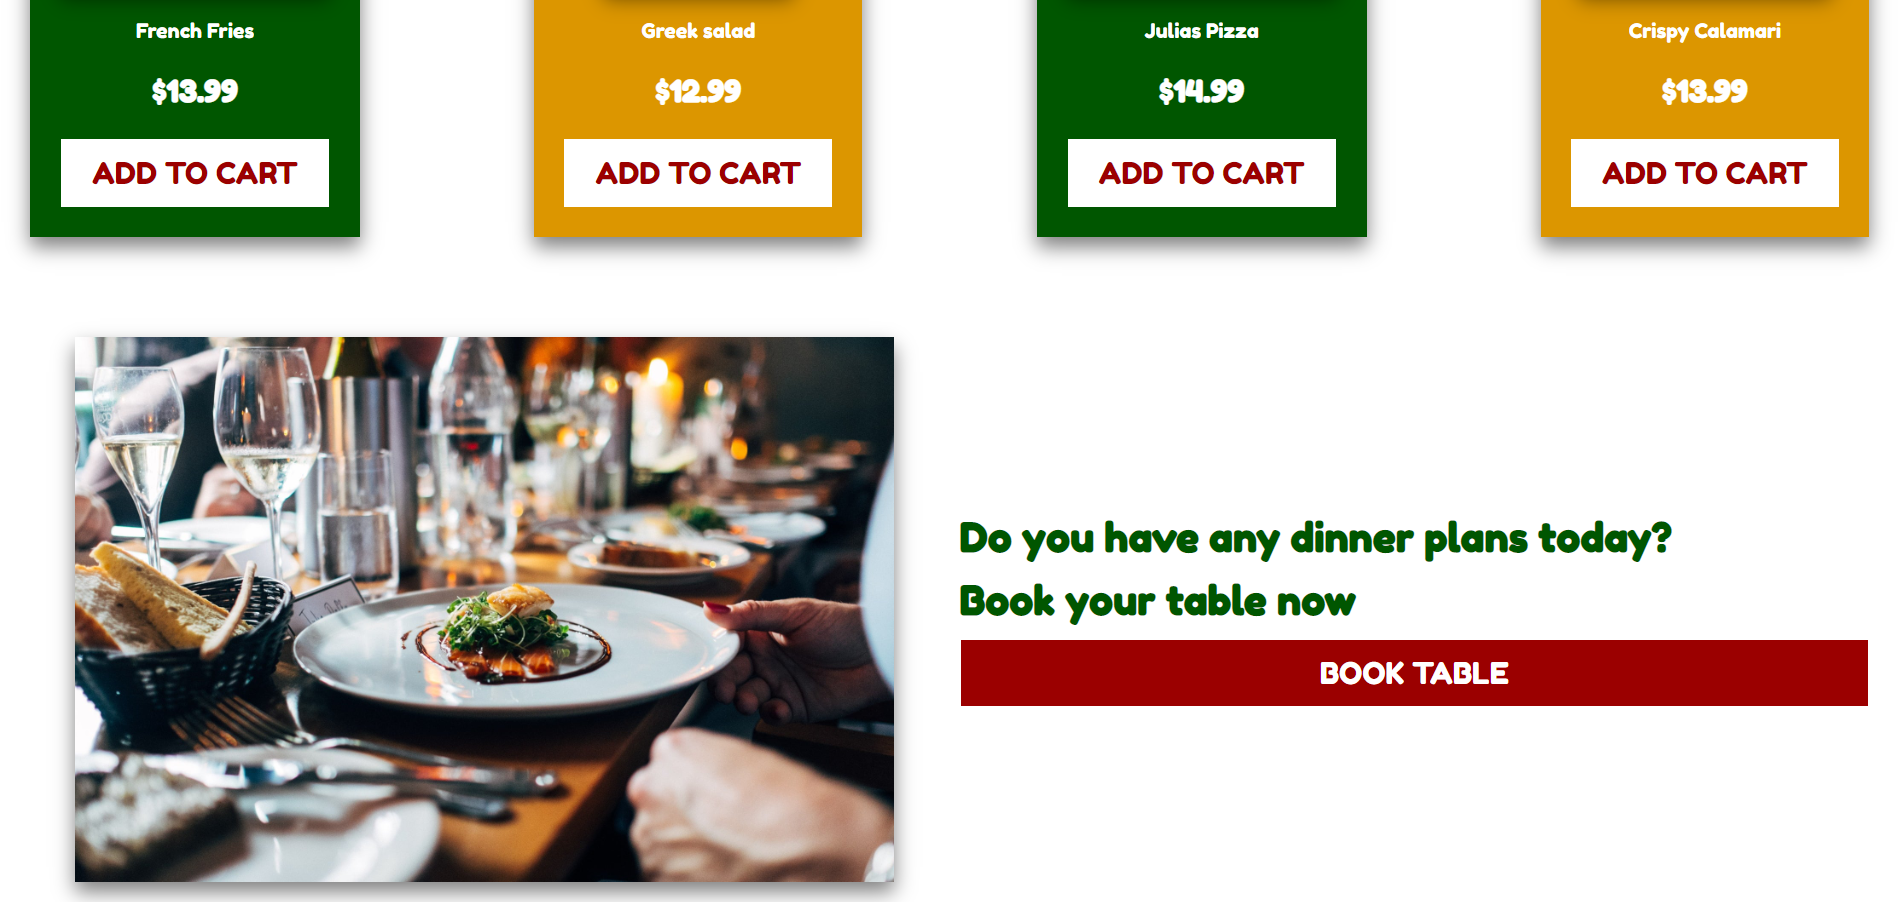 French Fries
Greek salad
Julias Pizza
Crispy Calamari
$13.99
$12.99
$14.99
$13.99
ADD TO CART
ADD TO CART
ADD TO CART
ADD TO CART
Do you have any dinner plans today?
Book your table now
BOOK TABLE